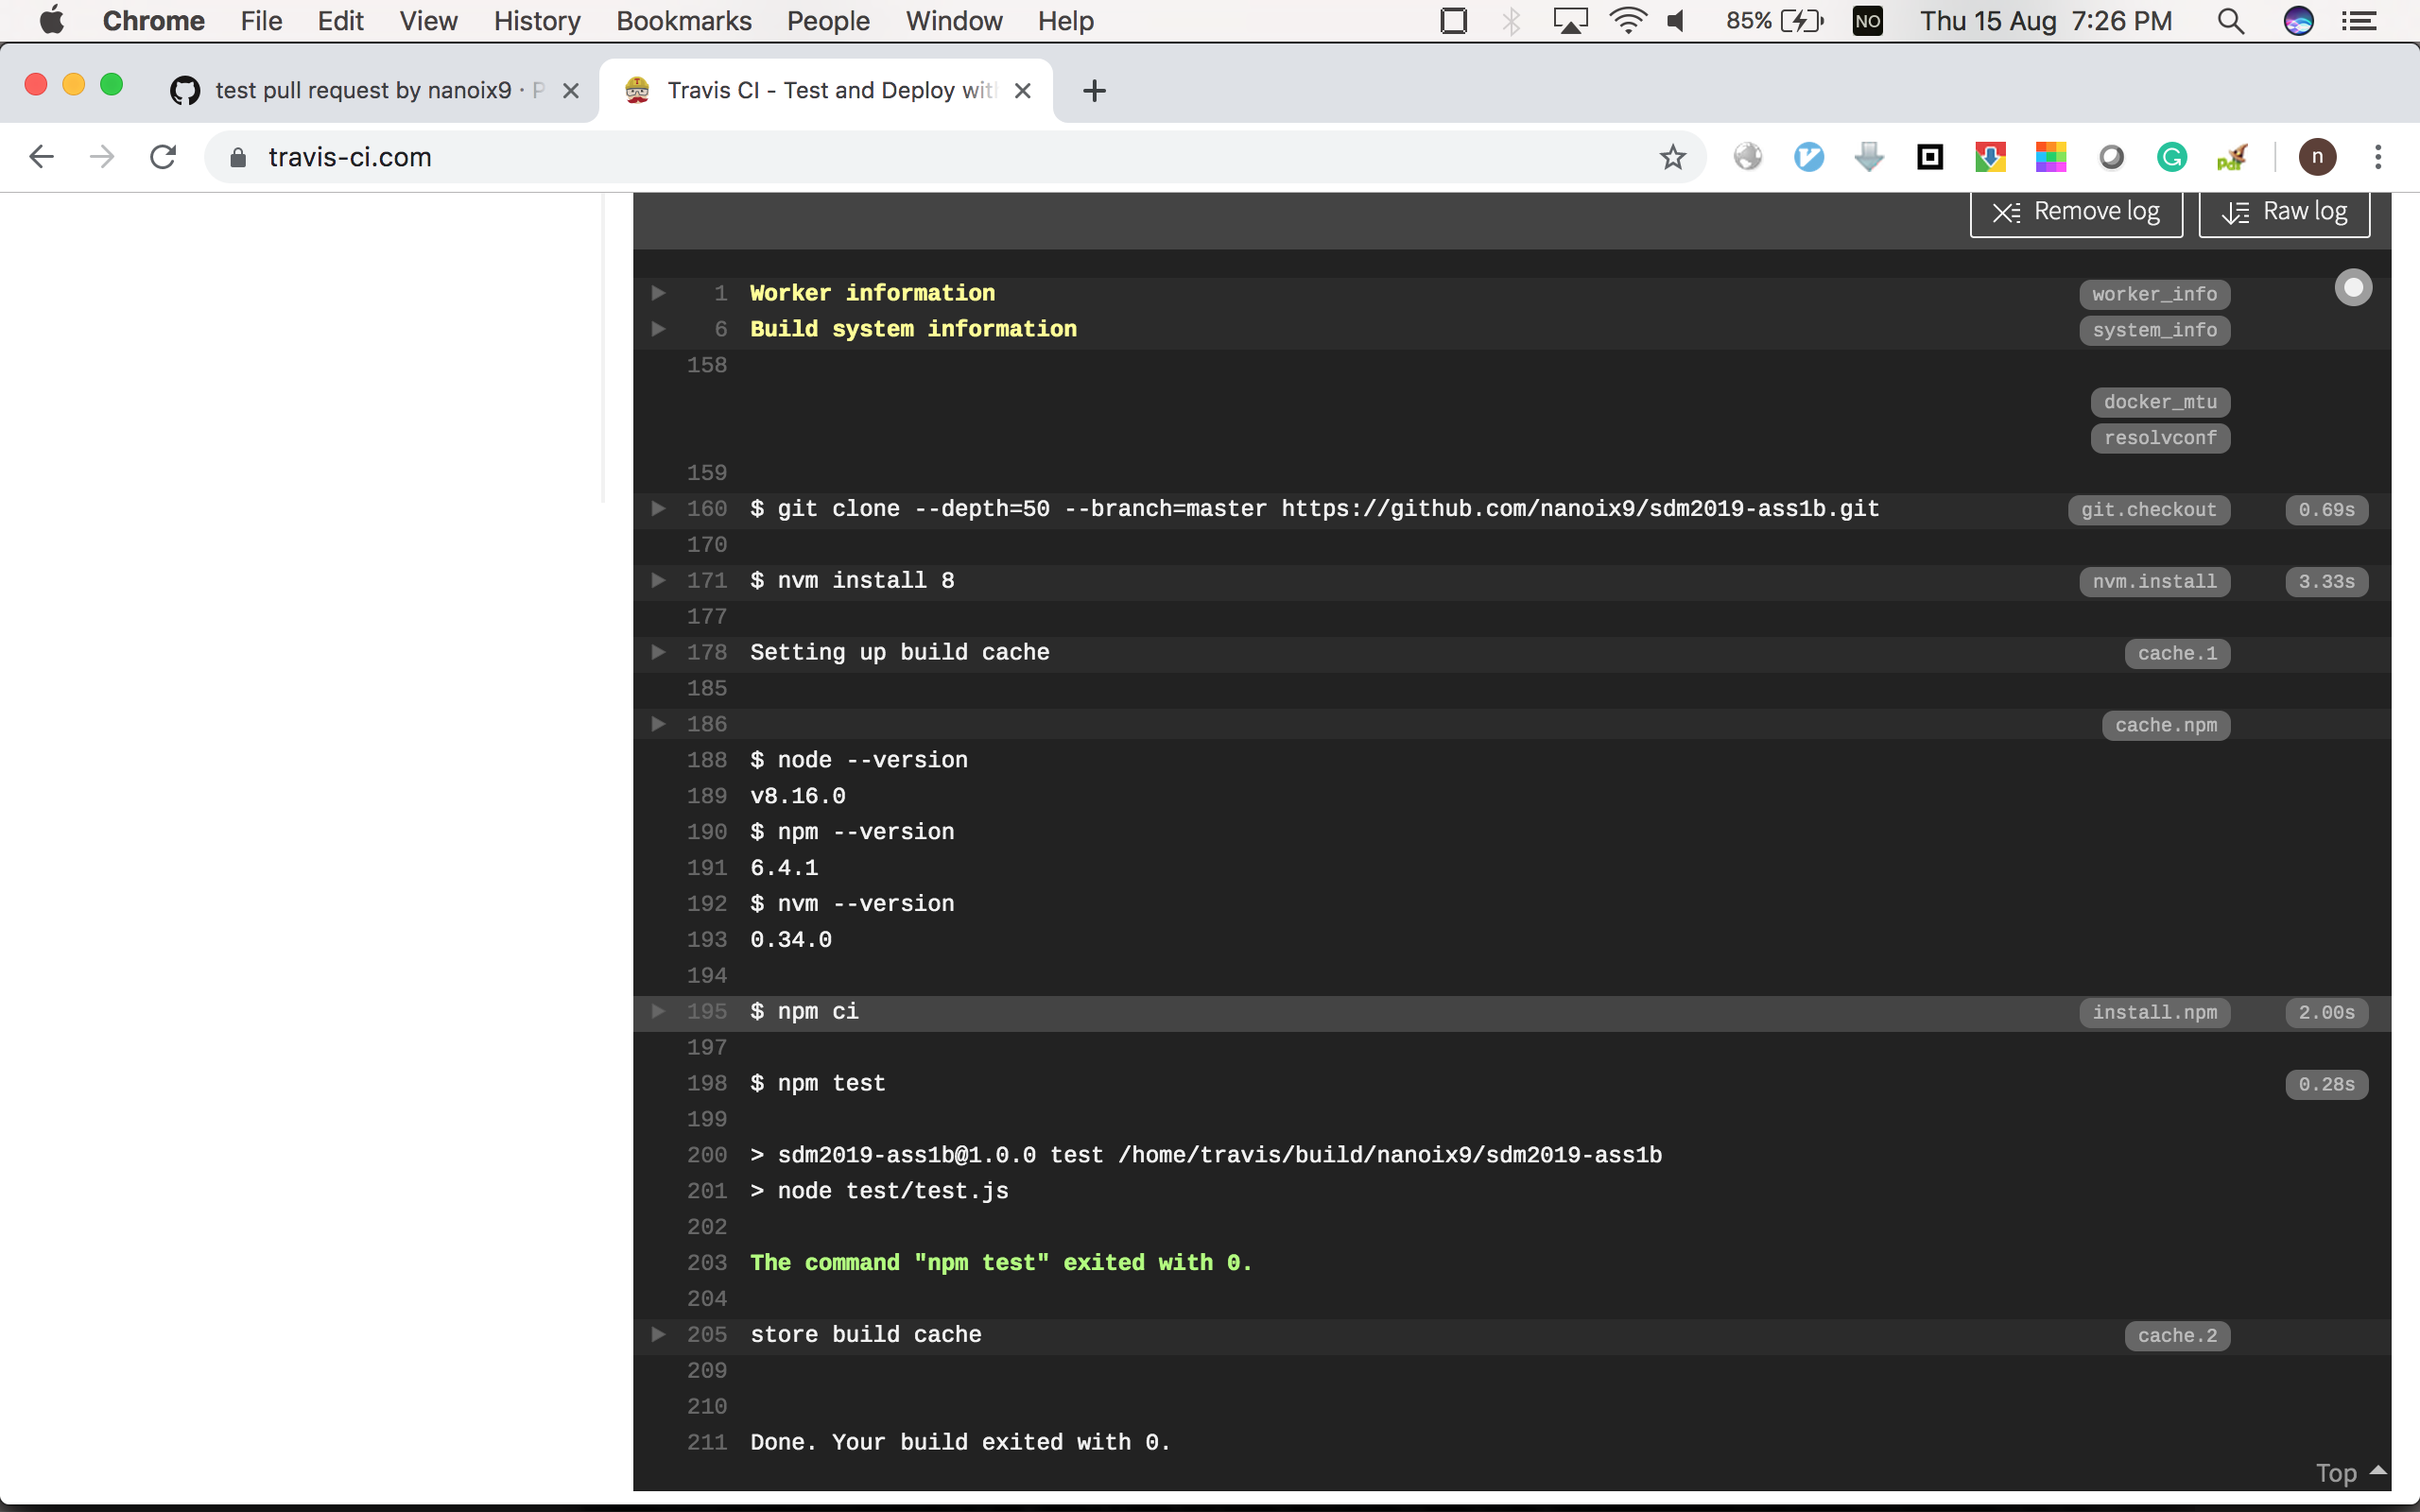 Chrome File Edit View History Bookmarks People Window Help 85% NO Thu 15 Aug 7:26 PM
test pull request by nanoix9 · P
Travis CI - Test and Deploy wit
travis-ci.com
n
Remove log Raw log
1 Worker information worker_info
6 Build system information system_info
158
docker_mtu
resolvconf
159
160 $ git clone --depth=50 --branch=master https://github.com/nanoix9/sdm2019-ass1b.git git.checkout 0.69s
170
171 $ nvm install 8 nvm.install 3.33s
177
178 Setting up build cache cache.1
185
186 cache.npm
188 $ node --version
189 v8.16.0
190 $ npm --version
191 6.4.1
192 $ nvm --version
193 0.34.0
194
195 $ npm ci install.npm 2.00s
197
198 $ npm test 0.28s
199
200 > sdm2019-ass1b@1.0.0 test /home/travis/build/nanoix9/sdm2019-ass1b
201 > node test/test.js
202
203 The command "npm test" exited with 0.
204
205 store build cache cache.2
209
210
211 Done. Your build exited with 0.
Top